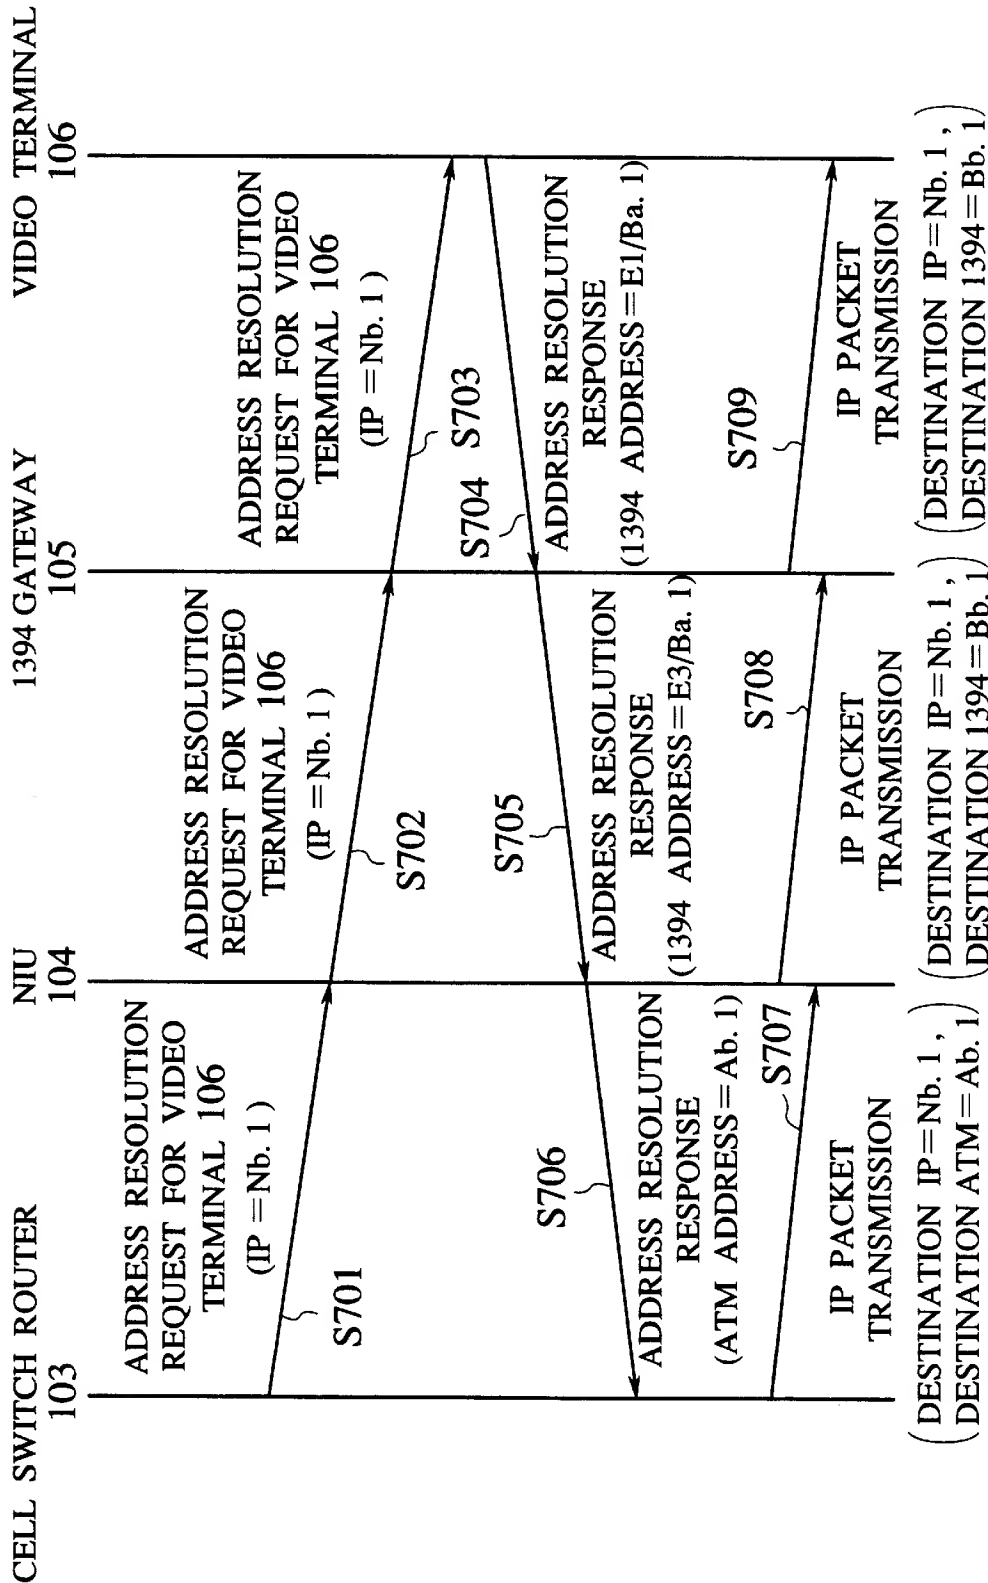 CELL SWITCH ROUTER
103
NIU
104
1394 GATEWAY
105
VIDEO TERMINAL
106
ADDRESS RESOLUTION
REQUEST FOR VIDEO
TERMINAL 106
(IP=Nb. 1)
S701
ADDRESS RESOLUTION
REQUEST FOR VIDEO
TERMINAL 106
(IP=Nb. 1)
S702
ADDRESS RESOLUTION
REQUEST FOR VIDEO
TERMINAL 106
(IP=Nb. 1)
S703
S704
ADDRESS RESOLUTION
RESPONSE
(1394 ADDRESS=E1/Ba. 1)
S705
ADDRESS RESOLUTION
RESPONSE
(1394 ADDRESS=E3/Ba. 1)
S706
ADDRESS RESOLUTION
RESPONSE
(ATM ADDRESS=Ab. 1)
S707
IP PACKET
TRANSMISSION
(DESTINATION IP=Nb. 1 ,
DESTINATION ATM=Ab. 1)
S708
IP PACKET
TRANSMISSION
(DESTINATION IP=Nb. 1 ,
DESTINATION 1394=Bb. 1)
S709
IP PACKET
TRANSMISSION
(DESTINATION IP=Nb. 1 ,
DESTINATION 1394=Bb. 1)